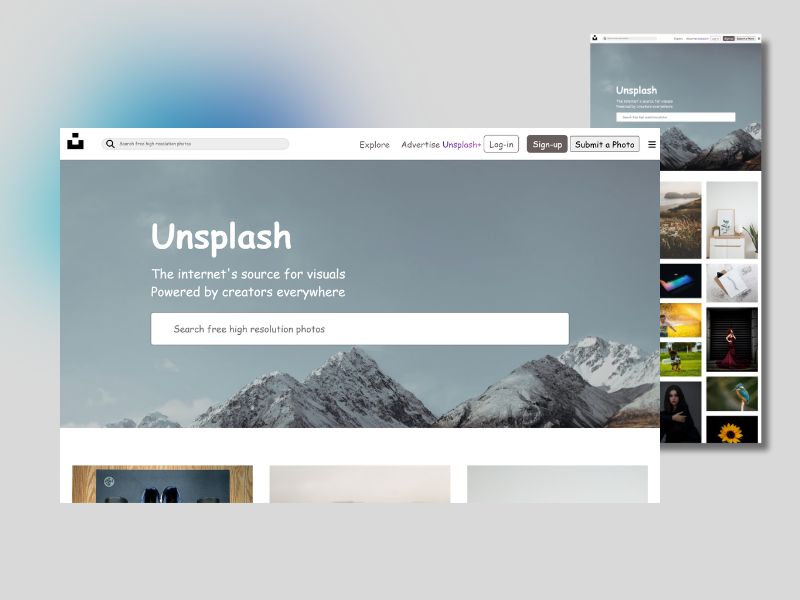 Search free high resolution photos
Explore
Advertise
Unsplash+
Log-in
Sign-up
Submit a Photo
Unsplash
The internet's source for visuals
Powered by creators everywhere
Search free high resolution photos
Unsplash
The internet's source for visuals
Powered by creators everywhere
Search free high resolution photos